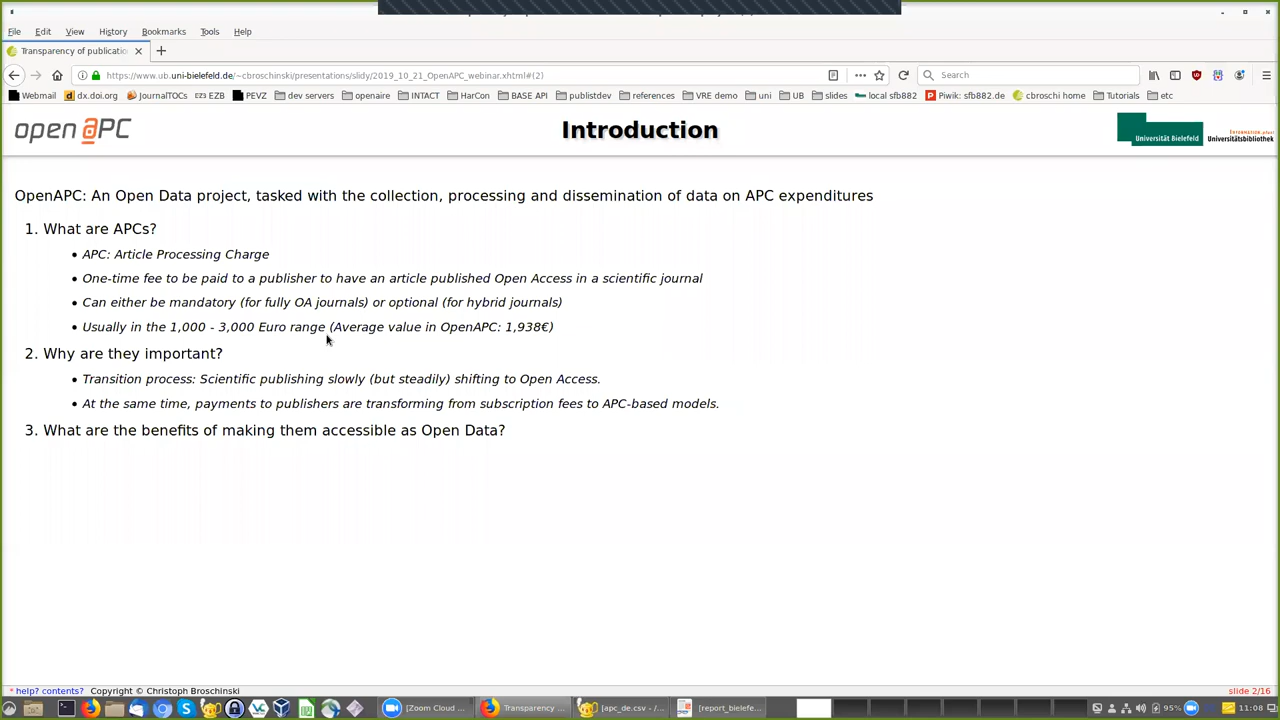 File Edit View History Bookmarks Tools Help
Transparency of publicatio
https://www.ub.uni-bielefeld.de/~cbroschinski/presentations/slidy/2019_10_21_OpenAPC_webinar.xhtml#(2)
Search
Webmail dx.doi.org JournalTOCs EZB EZB PEVZ dev servers openaire INTACT HarCon BASE API publistdev references VRE demo uni UB slides local sfb882 Piwik: sfb882.de cbroschi home Tutorials etc
open aPC
Introduction
Universität Bielefeld
Universitätsbibliothek
OpenAPC: An Open Data project, tasked with the collection, processing and dissemination of data on APC expenditures
1. What are APCs?
• APC: Article Processing Charge
• One-time fee to be paid to a publisher to have an article published Open Access in a scientific journal
• Can either be mandatory (for fully OA journals) or optional (for hybrid journals)
• Usually in the 1,000 - 3,000 Euro range (Average value in OpenAPC: 1,938€)
2. Why are they important?
• Transition process: Scientific publishing slowly (but steadily) shifting to Open Access.
• At the same time, payments to publishers are transforming from subscription fees to APC-based models.
3. What are the benefits of making them accessible as Open Data?
* help? contents? Copyright © Christoph Broschinski
slide 2/16
[Zoom Cloud ... Transparency ... [apc_de.csv - /... [report_bielefe... 95% 11:08